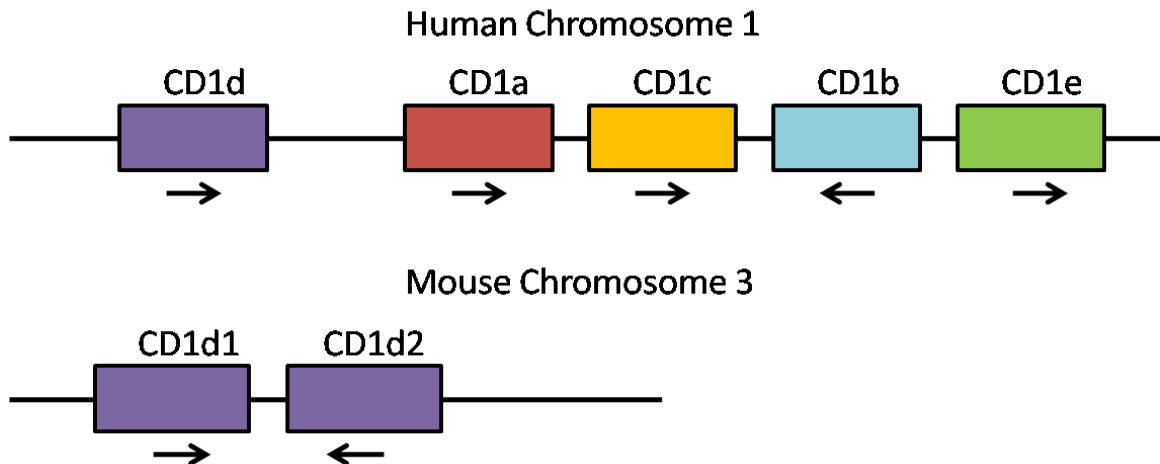 Human Chromosome 1
CD1d CD1a CD1c CD1b CD1e
Mouse Chromosome 3
CD1d1 CD1d2